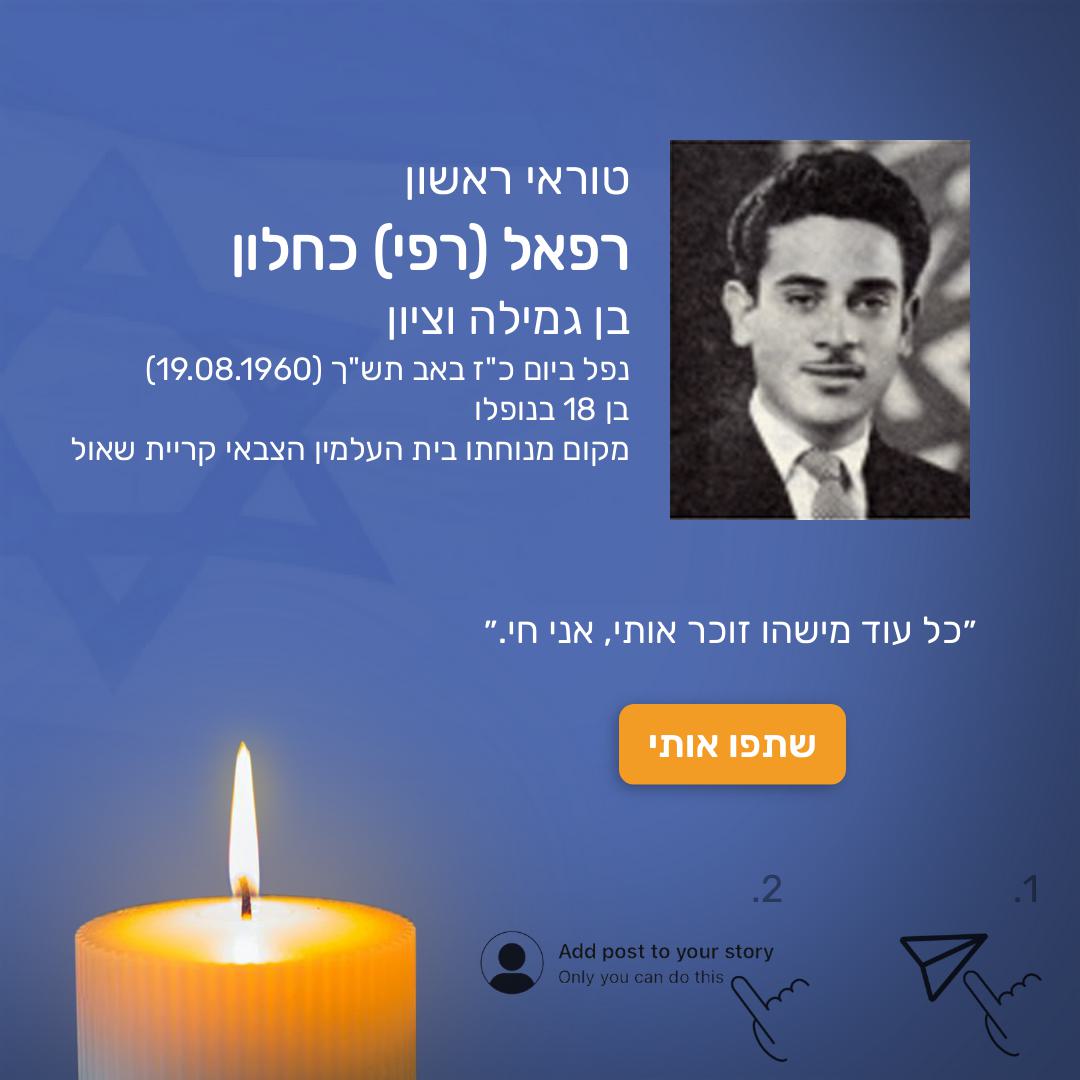 טוראי ראשון
רפאל (רפי) כחלון
בן גמילה וציון
נפל ביום כ"ז באב תש"ך (19.08.1960)
בן 18 בנופלו
מקום מנוחתו בית העלמין הצבאי קריית שאול
״כל עוד מישהו זוכר אותי, אני חי.״
שתפו אותי
1.
2.
Add post to your story
Only you can do this